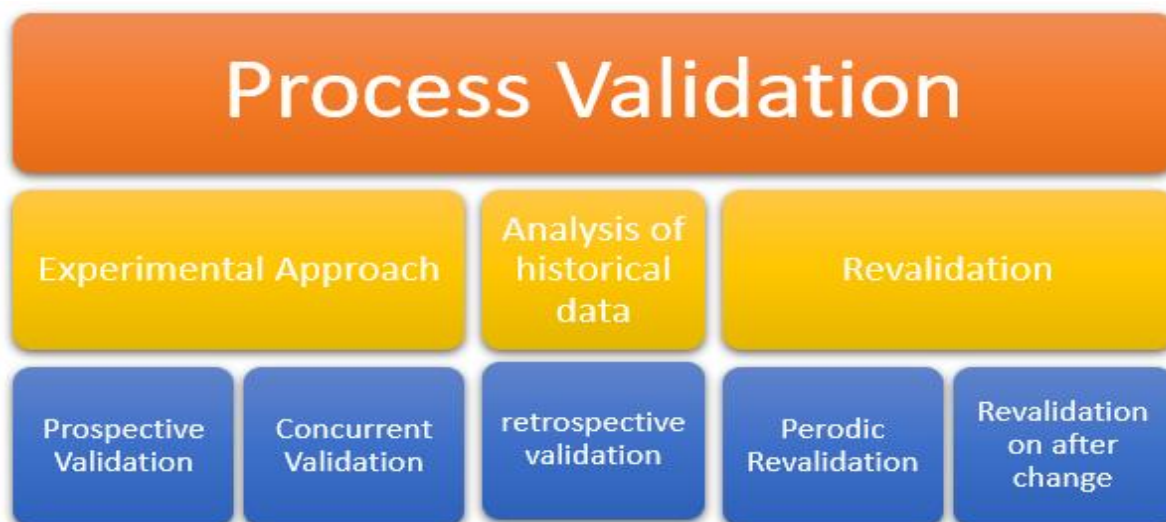 Process Validation
Experimental Approach
Analysis of
historical
data
Revalidation
Prospective
Validation
Concurrent
Validation
retrospective
validation
Perodic
Revalidation
Revalidation
on after
change